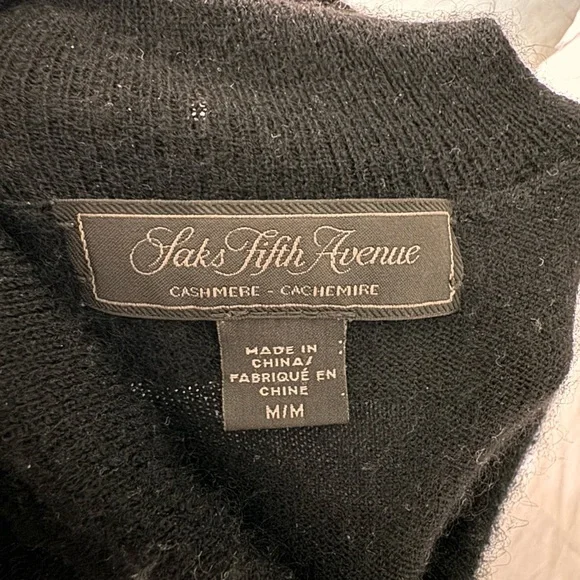 Saks Fifth Avenue
CASHMERE - CACHEMIRE
MADE IN
CHINA/
FABRIQUÉ EN
CHINE
M/M